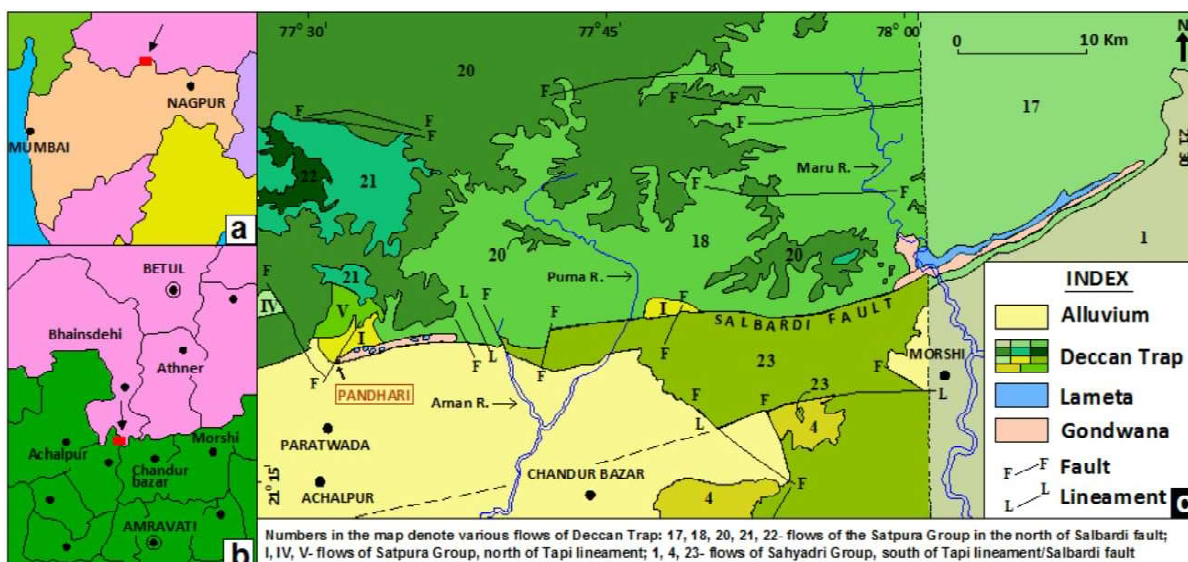 NAGPUR
MUMBAI
a
BETUL
Bhainsdehi
Athner
Achalpur
Morshi
Chandur
bazar
AMRAVATI
b
77° 30'
77° 45'
78° 00'
N
0 10 Km
20
F
F
F
F
F
F
17
21° 30'
22
21
Maru R.
F
F
20
18
20
Purna R.
1
21
F
IV
V
I
L
F
F
I
F
SALBARDI FAULT
23
F
F
F
L
F
F
F
MORSHI
PANDHARI
Aman R.
23
F
F
L
PARATWADA
L
4
21° 15'
ACHALPUR
CHANDUR BAZAR
4
F
INDEX
Alluvium
Deccan Trap
Lameta
Gondwana
F F Fault
L L Lineament
Numbers in the map denote various flows of Deccan Trap: 17, 18, 20, 21, 22- flows of the Satpura Group in the north of Salbardi fault;
I, IV, V- flows of Satpura Group, north of Tapi lineament; 1, 4, 23- flows of Sahyadri Group, south of Tapi lineament/Salbardi fault